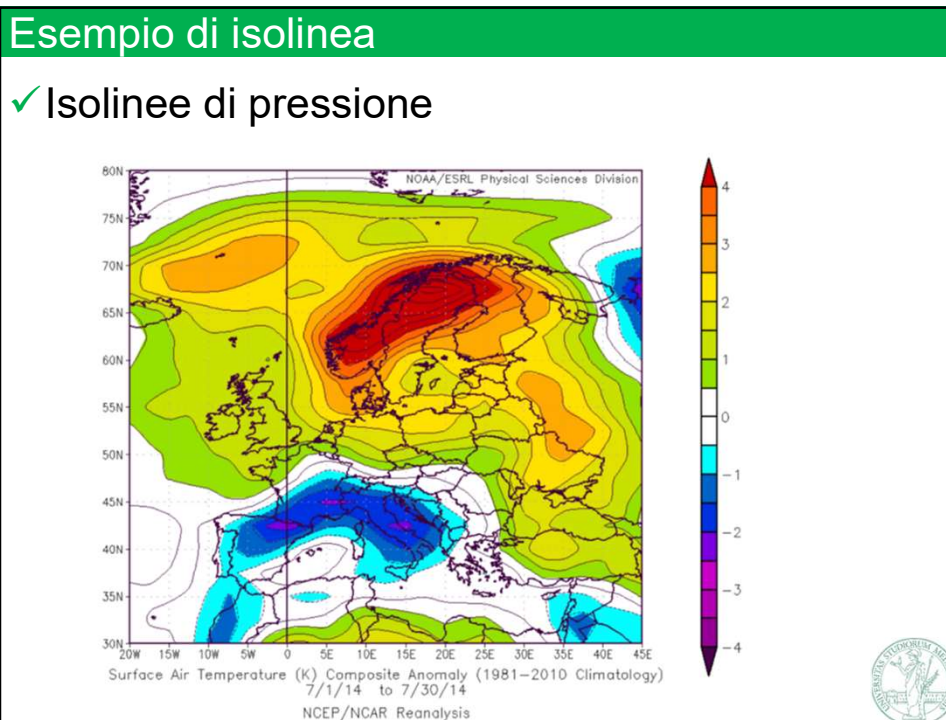 Esempio di isolinea
✓Isolinee di pressione
NOAA/ESRL Physical Sciences Division
80N
75N
70N
65N
60N
55N
50N
45N
40N
35N
30N
20W 15W 10W 5W 0 5E 10E 15E 20E 25E 30E 35E 40E 45E
4
3
2
1
0
−1
−2
−3
−4
Surface Air Temperature (K) Composite Anomaly (1981−2010 Climatology)
7/1/14 to 7/30/14
NCEP/NCAR Reanalysis